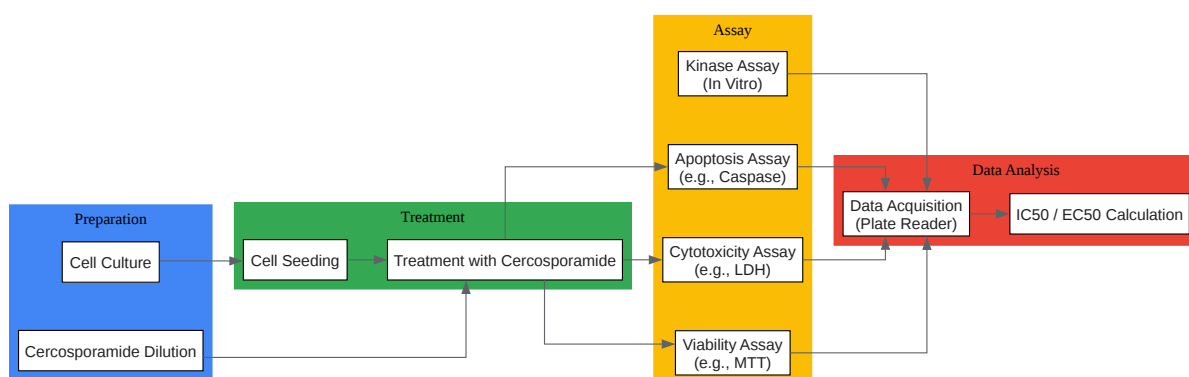 Preparation
Cell Culture
Cercosporamide Dilution
Treatment
Cell Seeding
Treatment with Cercosporamide
Assay
Kinase Assay
(In Vitro)
Apoptosis Assay
(e.g., Caspase)
Cytotoxicity Assay
(e.g., LDH)
Viability Assay
(e.g., MTT)
Data Analysis
Data Acquisition
(Plate Reader)
IC50 / EC50 Calculation